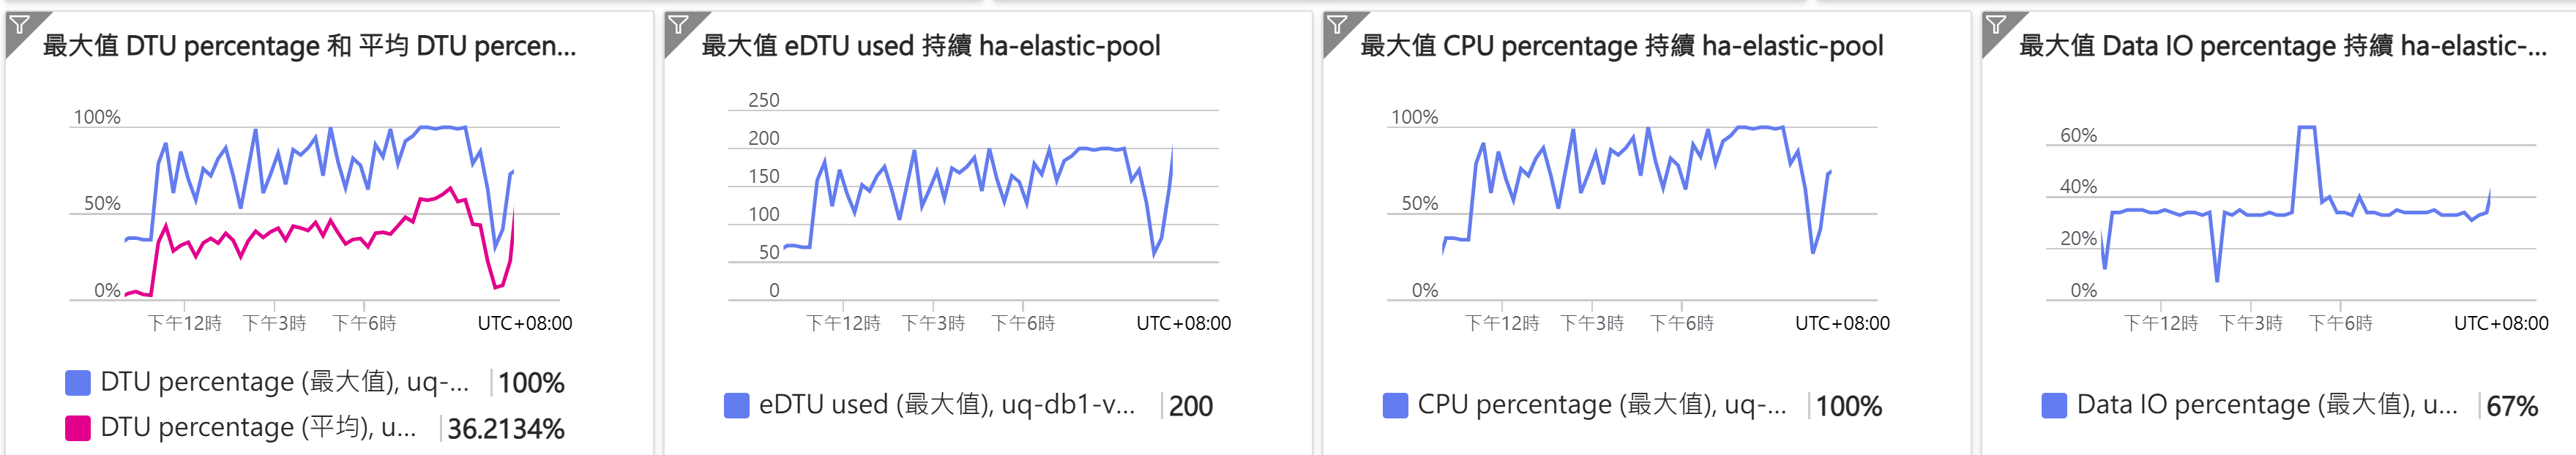 最大值 DTU percentage 和 平均 DTU percen...
100%
50%
0%
下午12時 下午3時 下午6時 UTC+08:00
DTU percentage (最大值), uq-... 100%
DTU percentage (平均), u... 36.2134%
最大值 eDTU used 持續 ha-elastic-pool
250
200
150
100
50
0
下午12時 下午3時 下午6時 UTC+08:00
eDTU used (最大值), uq-db1-v... 200
最大值 CPU percentage 持續 ha-elastic-pool
100%
50%
0%
下午12時 下午3時 下午6時 UTC+08:00
CPU percentage (最大值), uq-... 100%
最大值 Data IO percentage 持續 ha-elastic-...
60%
40%
20%
0%
下午12時 下午3時 下午6時 UTC+08:00
Data IO percentage (最大值), u... 67%